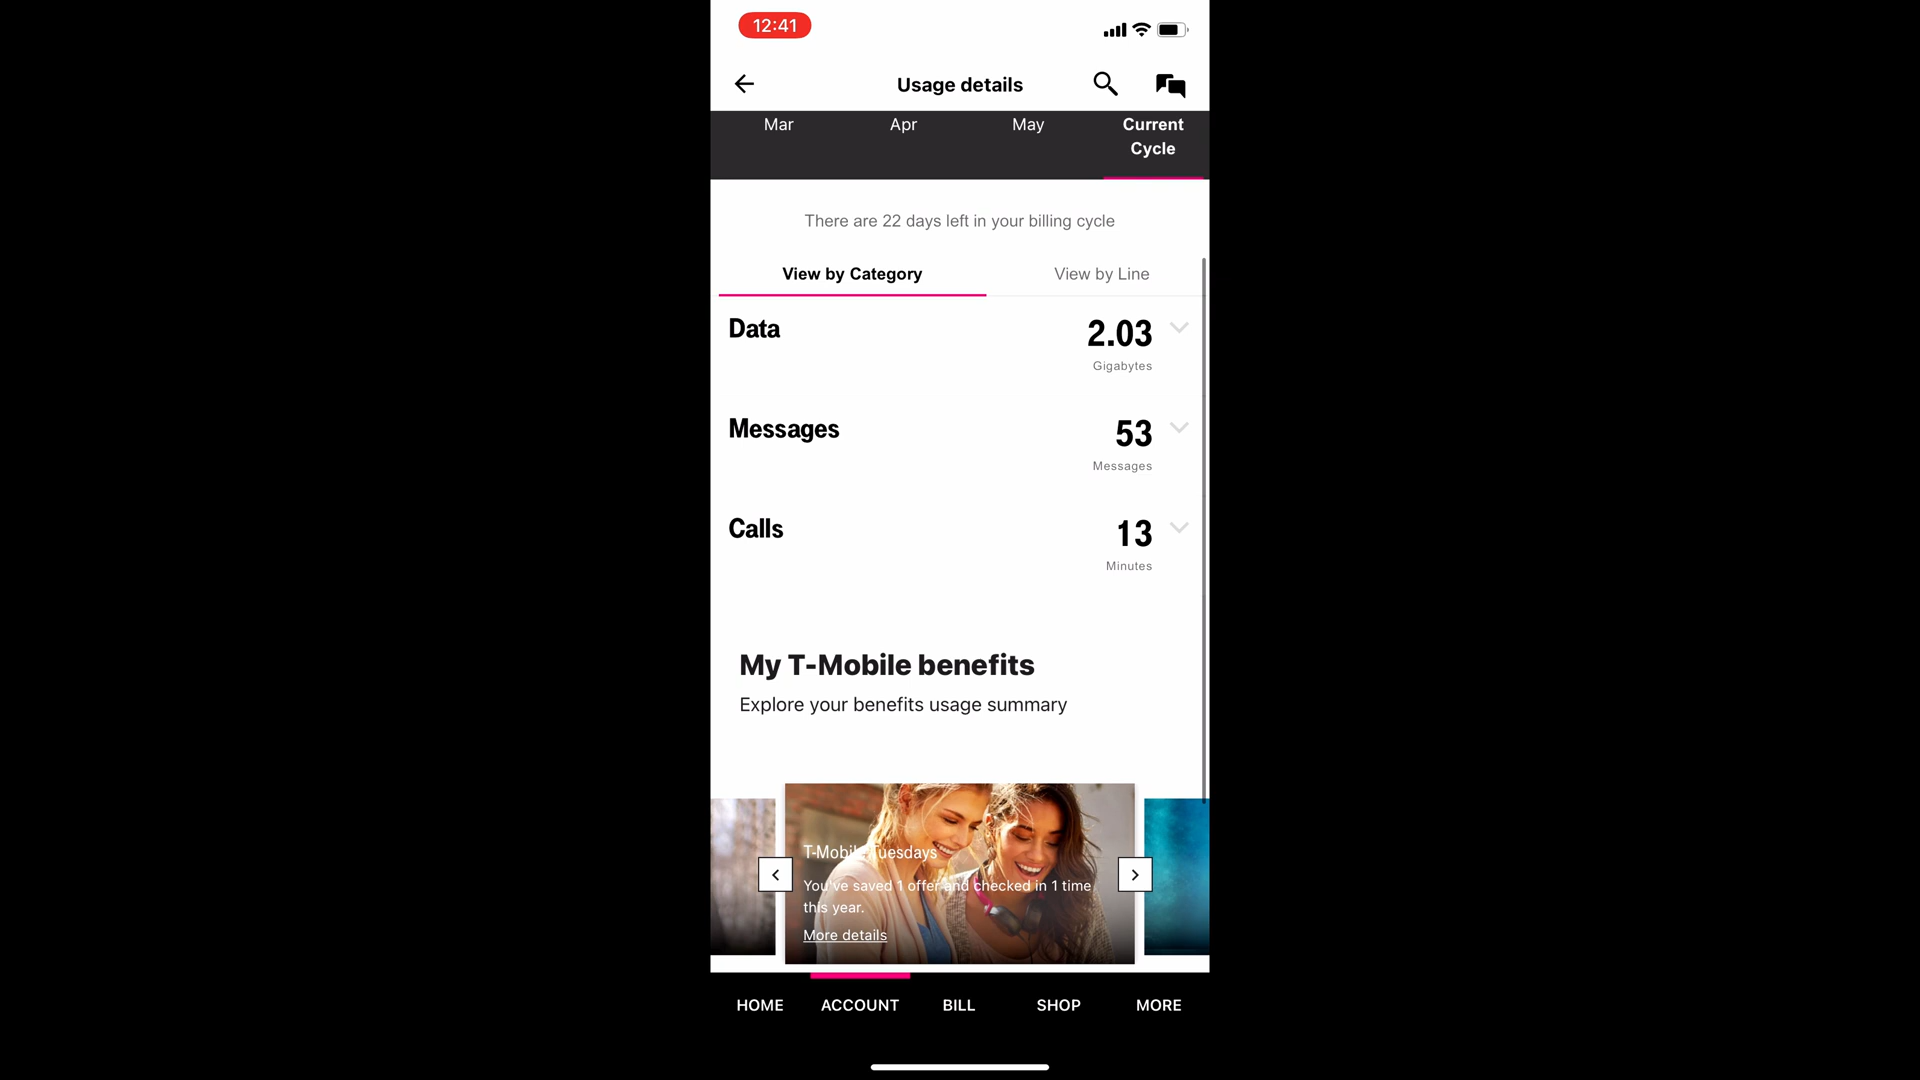 12:41
Usage details
Mar Apr May Current
Cycle
There are 22 days left in your billing cycle
View by Category View by Line
Data 2.03
Gigabytes
Messages 53
Messages
Calls 13
Minutes
My T-Mobile benefits
Explore your benefits usage summary
T-Mobile Tuesdays
You've saved 1 offer and checked in 1 time
this year.
More details
HOME ACCOUNT BILL SHOP MORE